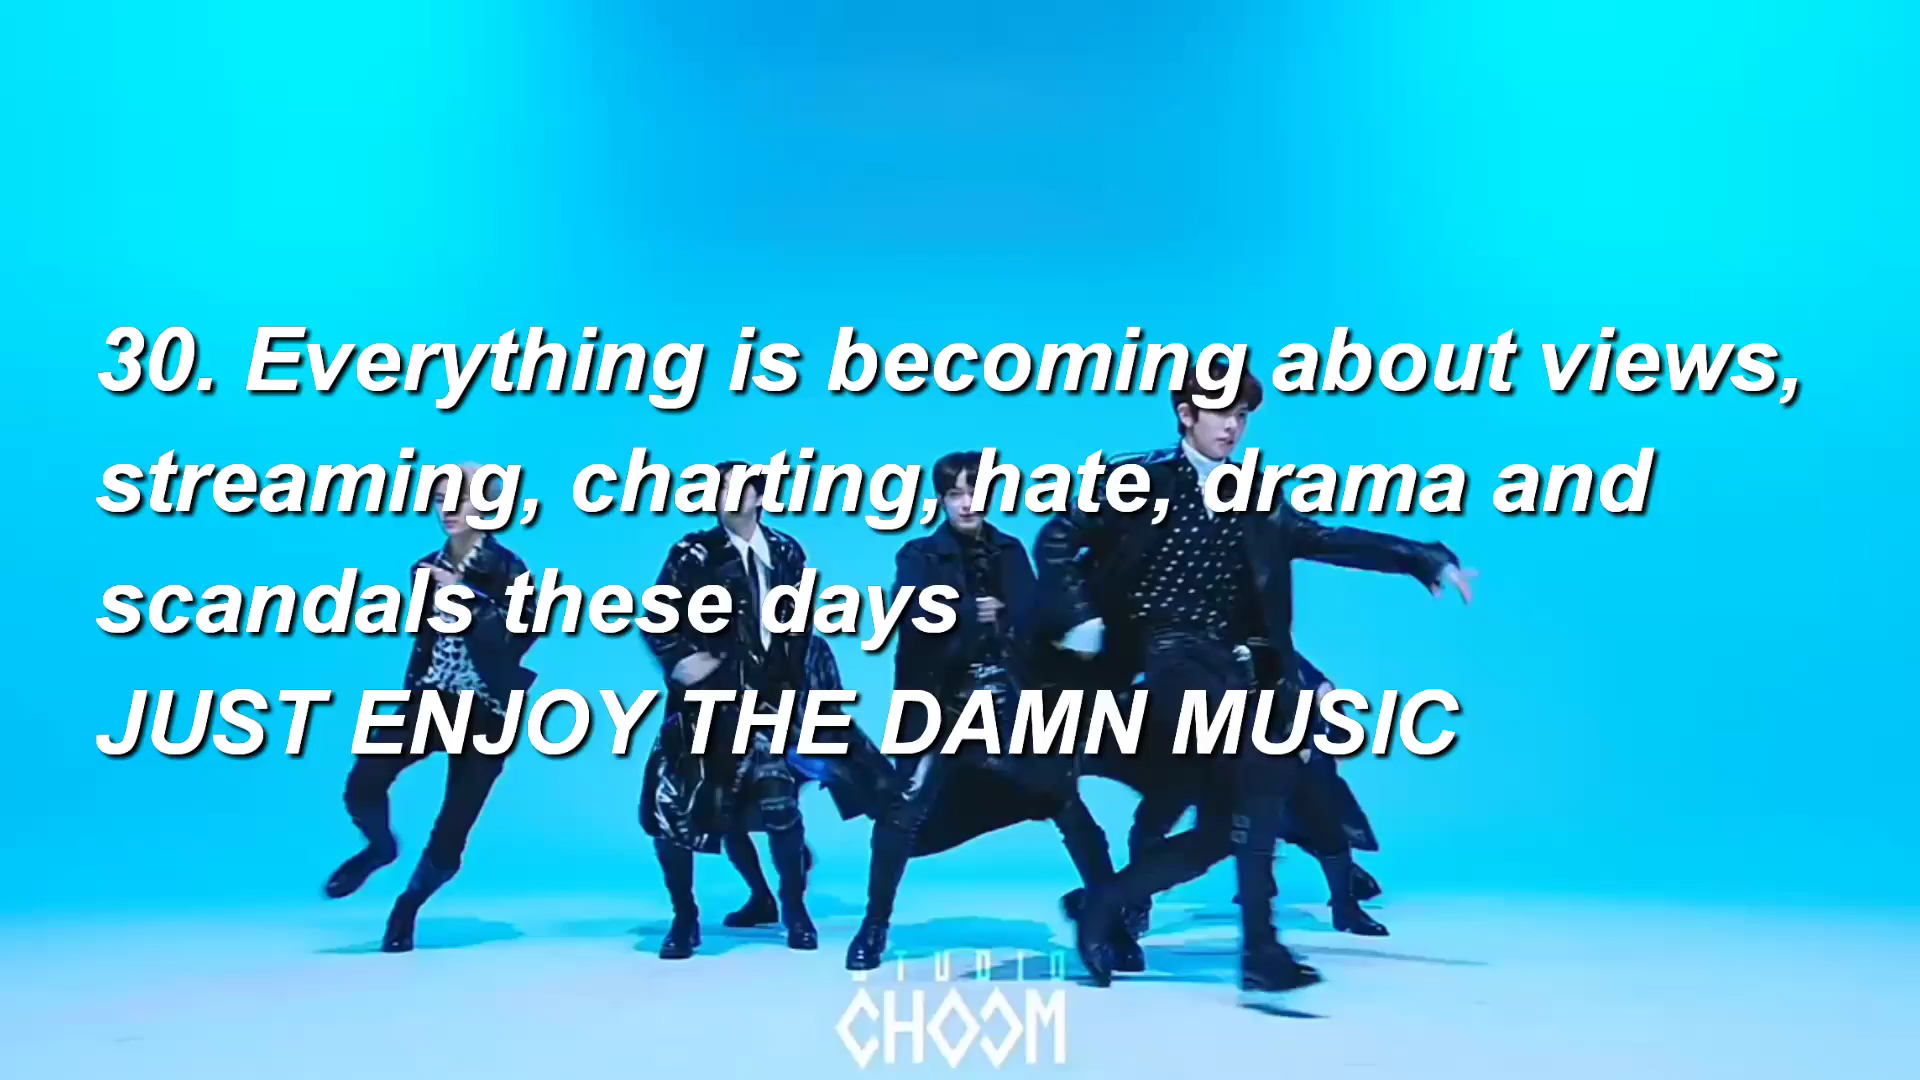 30. Everything is becoming about views,
streaming, charting, hate, drama and
scandals these days
JUST ENJOY THE DAMN MUSIC
STUDIO
CHOOM